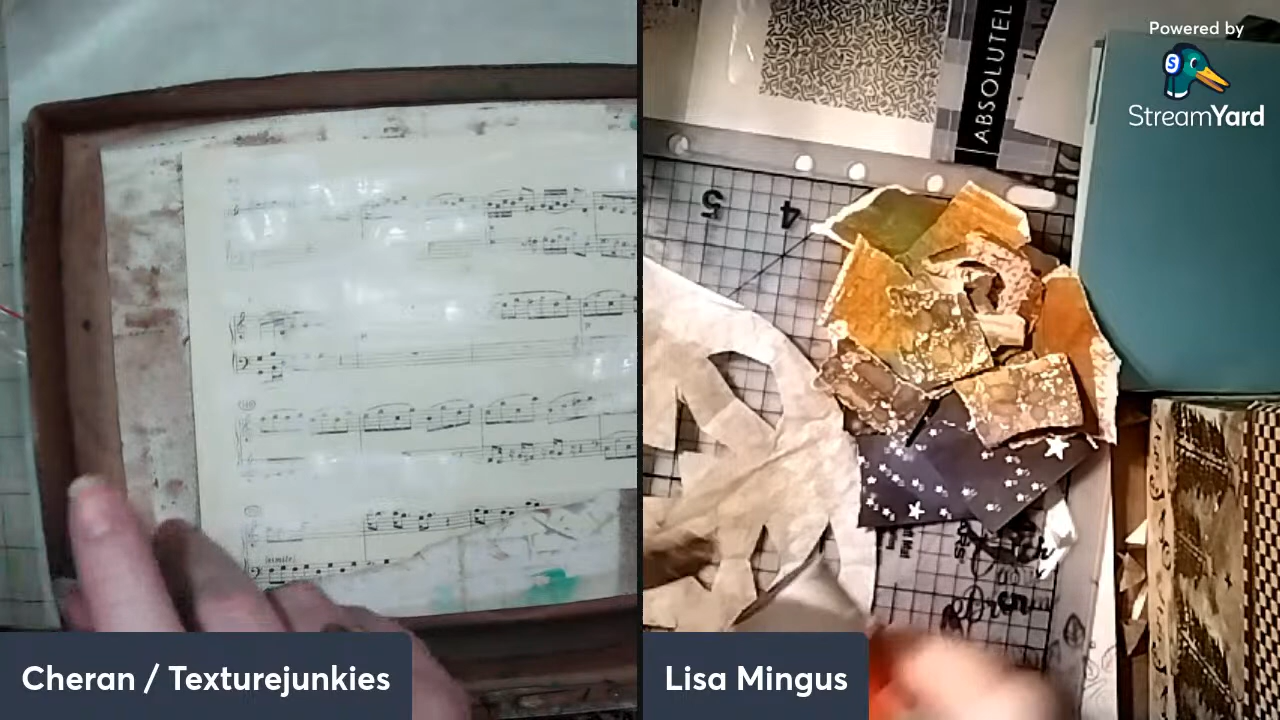 Powered by
StreamYard
ABSOLUTEL
5
4
Cheran / Texturejunkies
Lisa Mingus